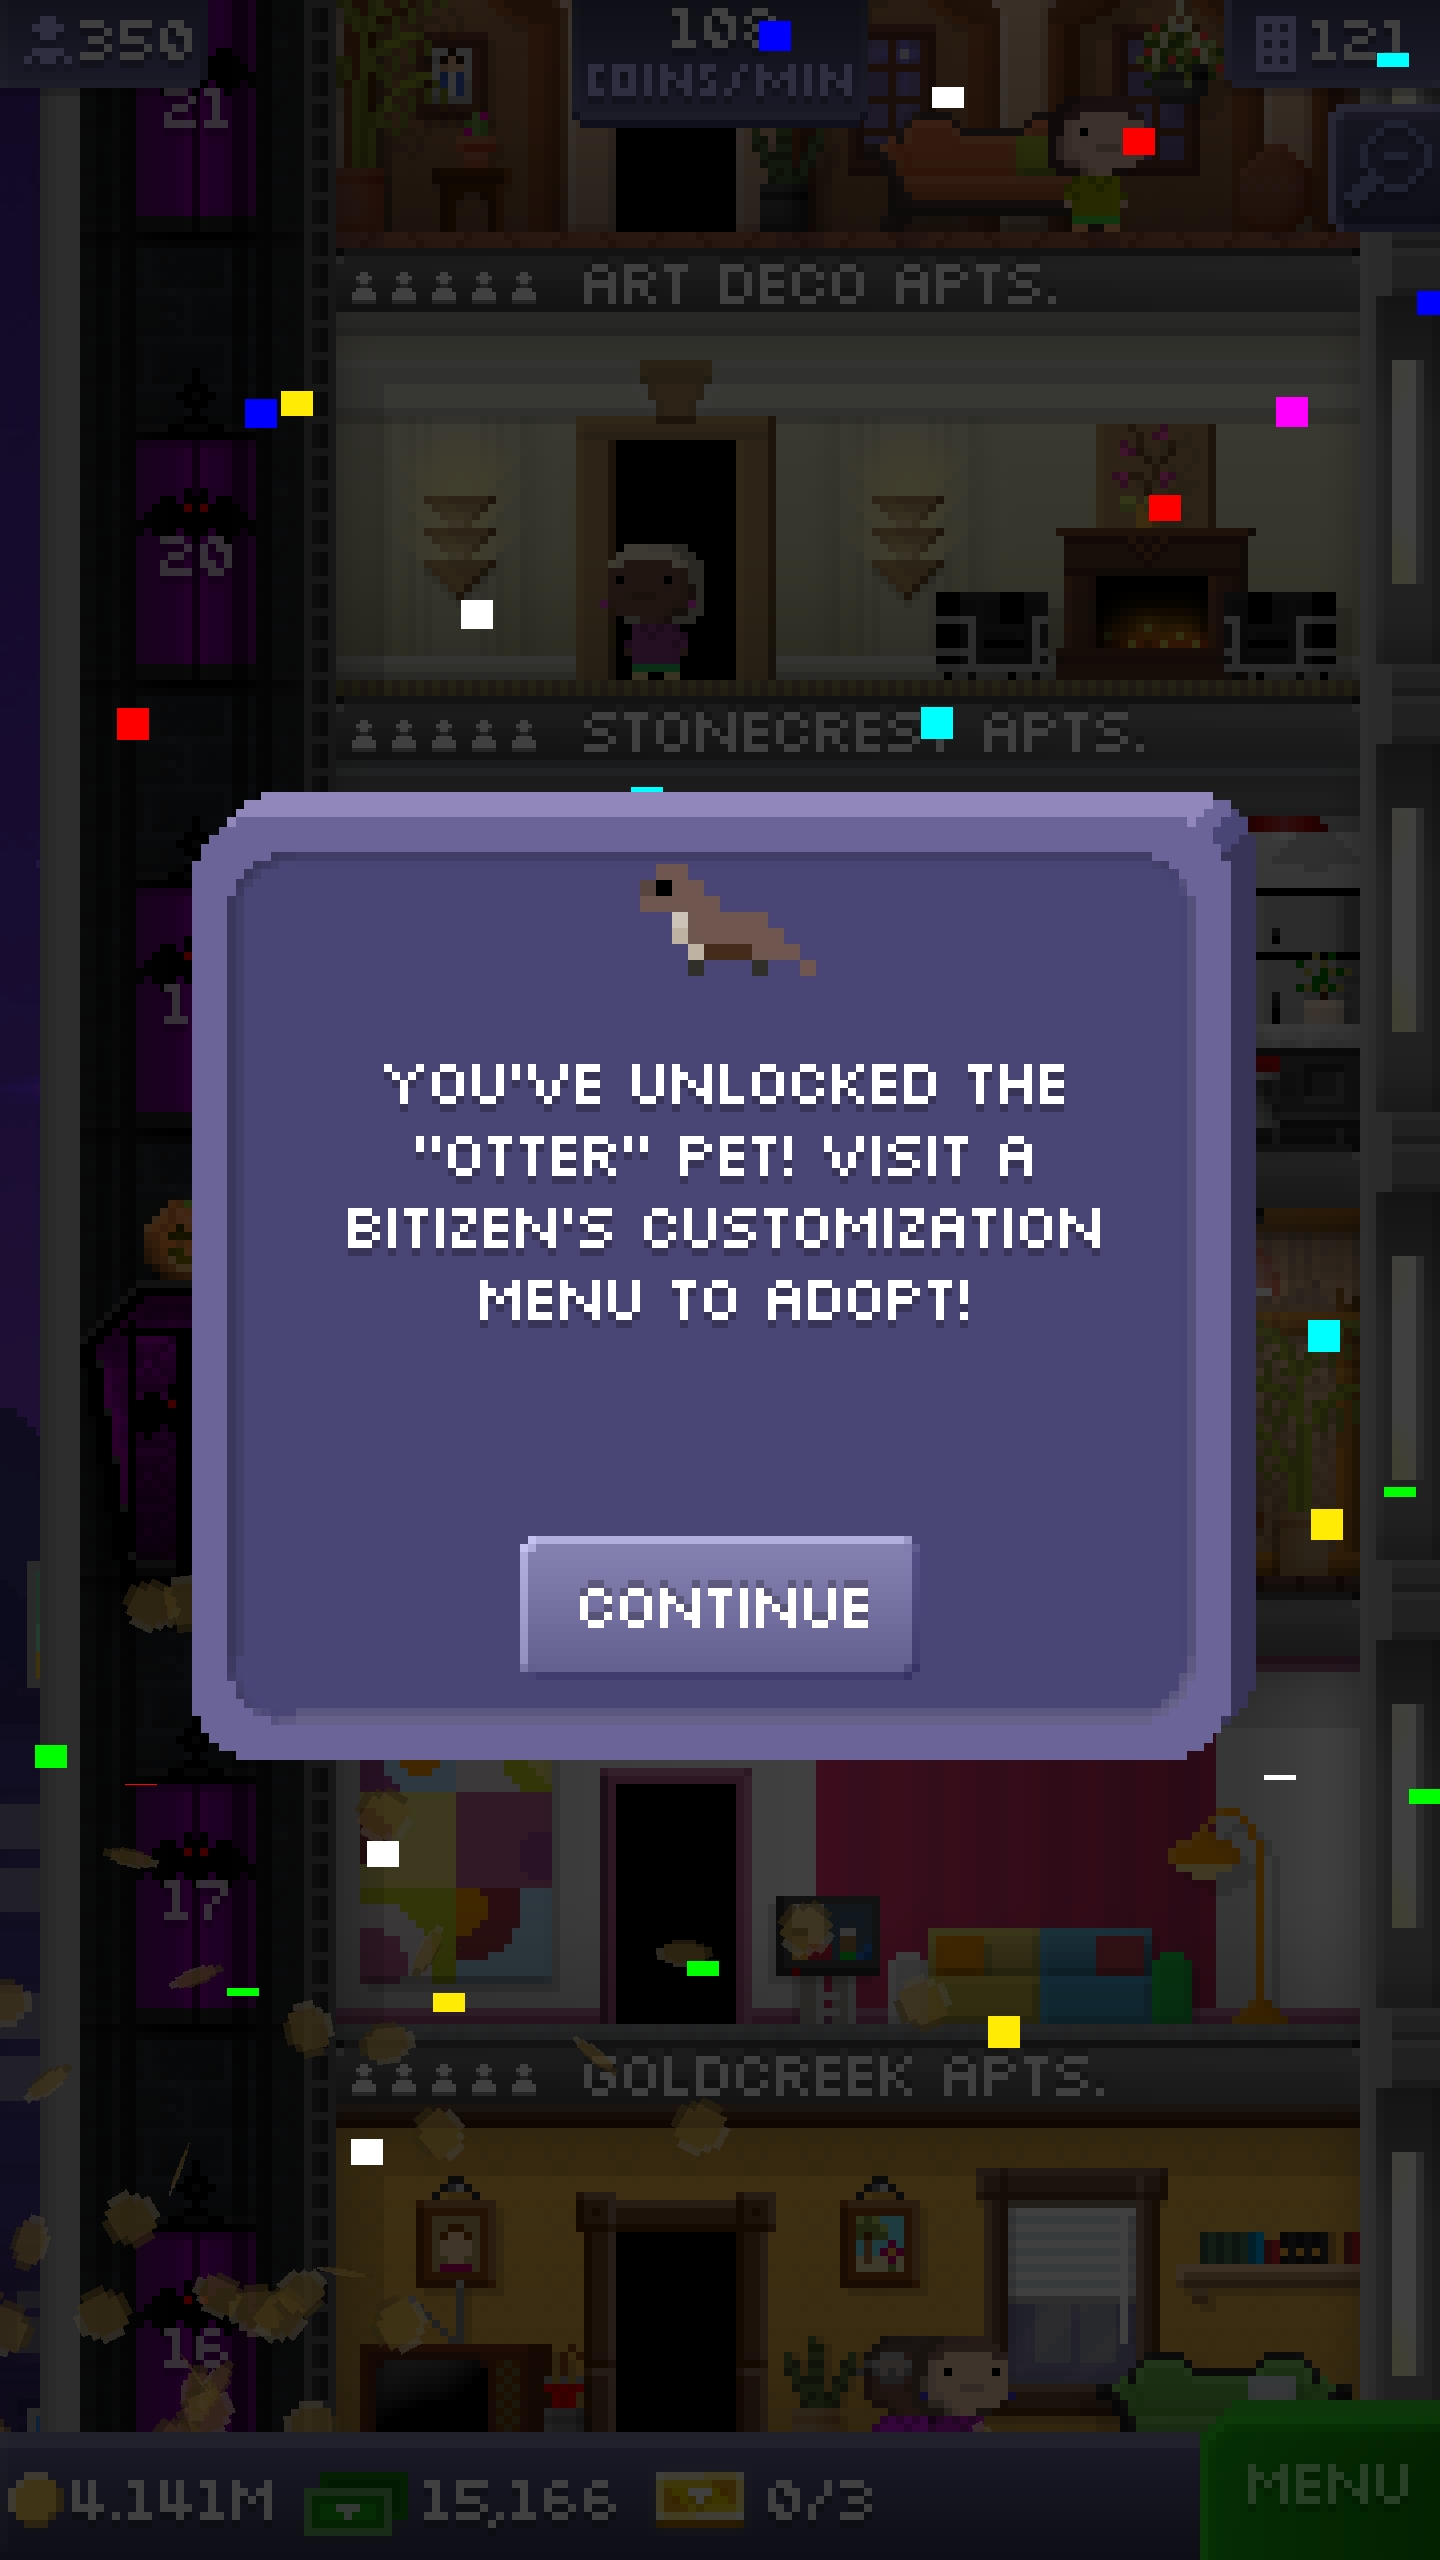 350
COINS/MIN
121
21
ART DECO APTS.
20
STONECREST APTS.
YOU'VE UNLOCKED THE
"OTTER" PET! VISIT A
BITIZEN'S CUSTOMIZATION
MENU TO ADOPT!
CONTINUE
17
GOLDCREEK APTS.
16
4.141M
15,166
0/3
MENU